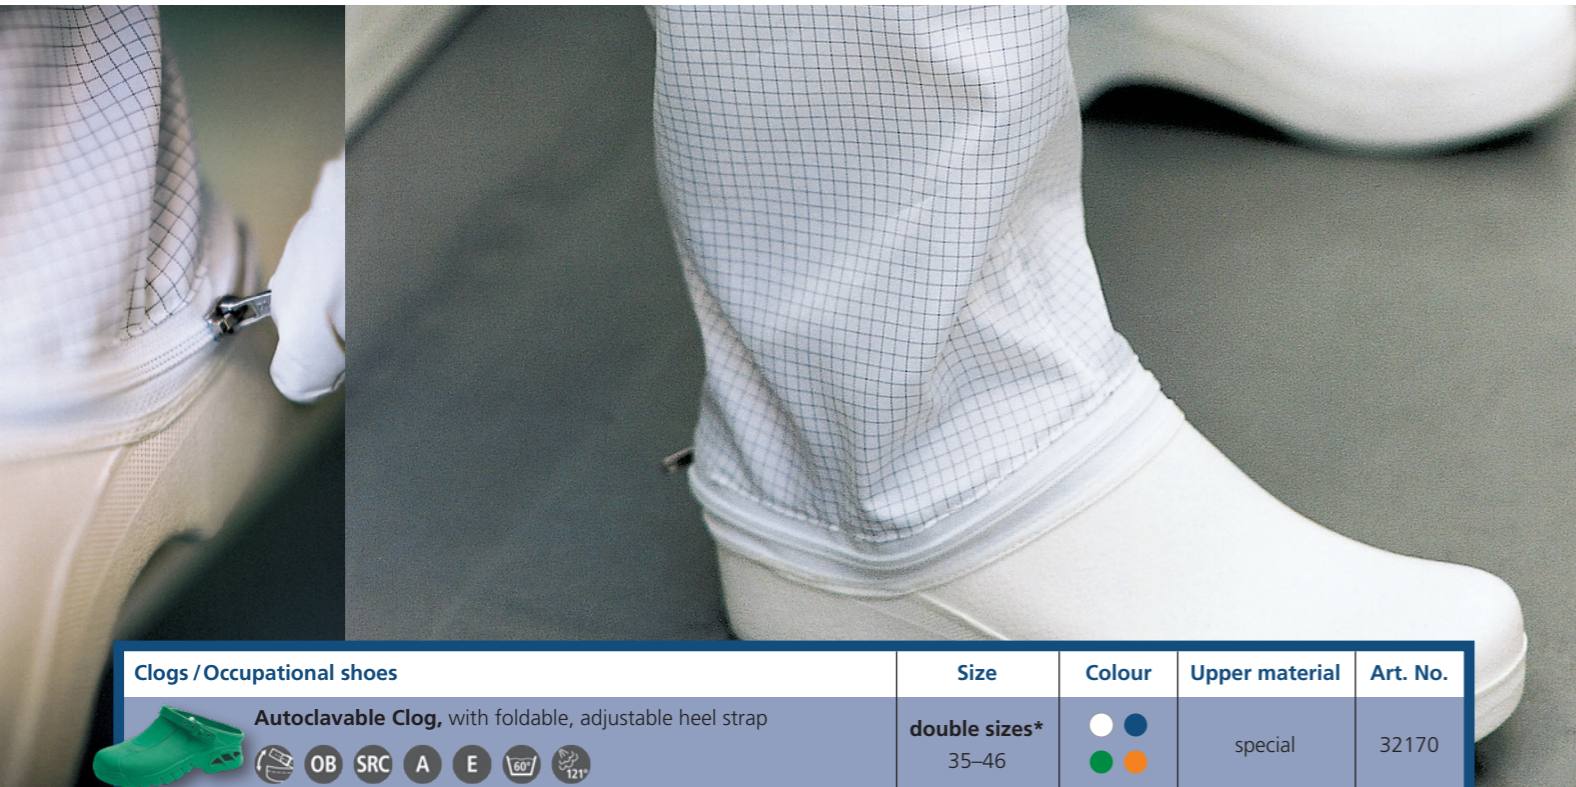 Clogs / Occupational shoes Size Colour Upper material Art. No.
Autoclavable Clog, with foldable, adjustable heel strap
double sizes*
35–46
special
32170
OB SRC A E 60° 121°